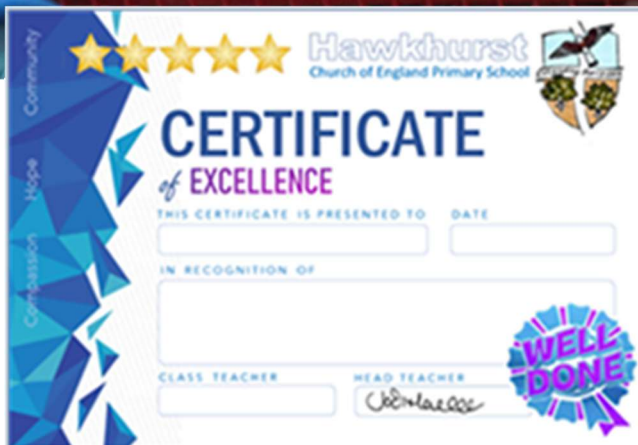 Community
Hope
Compassion
Hawkhurst
Church of England Primary School
CERTIFICATE
of EXCELLENCE
THIS CERTIFICATE IS PRESENTED TO
DATE
IN RECOGNITION OF
CLASS TEACHER
HEAD TEACHER
WELL
DONE